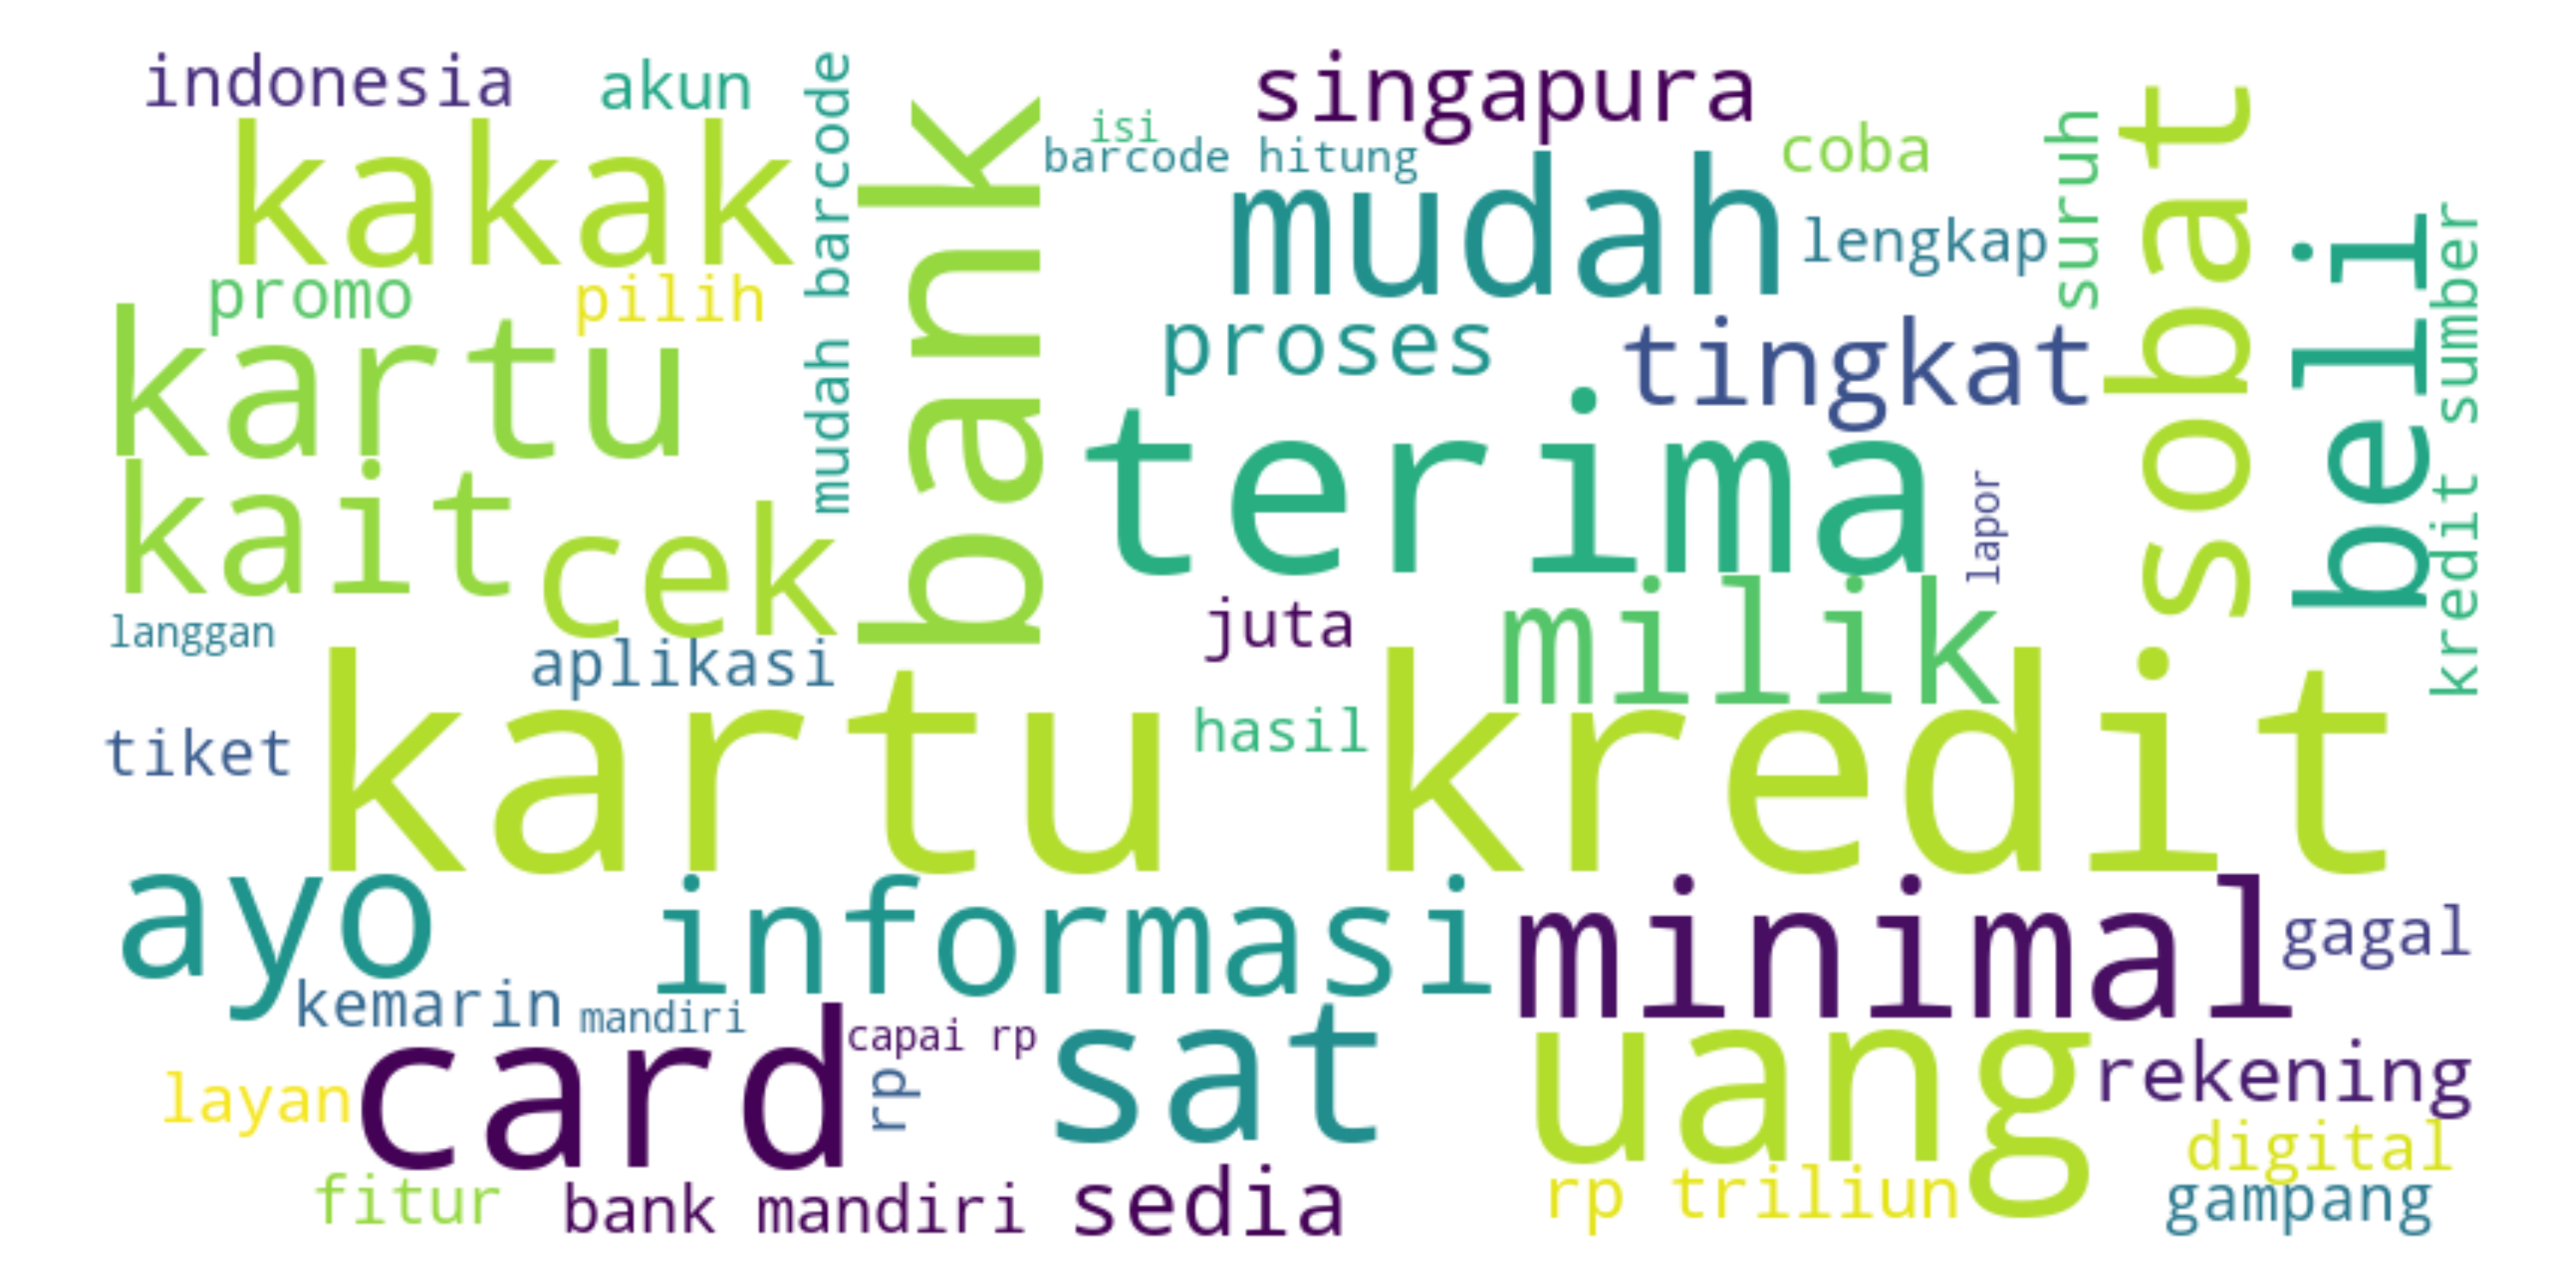 indonesia
akun
mudah barcode
bank
isi
singapura
barcode hitung
coba
suruh
sobat
kakak
mudah
lengkap
beli
kredit sumber
promo
pilih
kartu
proses
tingkat
terima
kait
cek
lapor
langgan
aplikasi
juta
milik
tiket
kartu kredit
hasil
ayo
informasi
minimal
gagal
kemarin
mandiri
card
capai rp
rp
sat
uang
rekening
layan
digital
fitur
bank mandiri
sedia
rp triliun
gampang